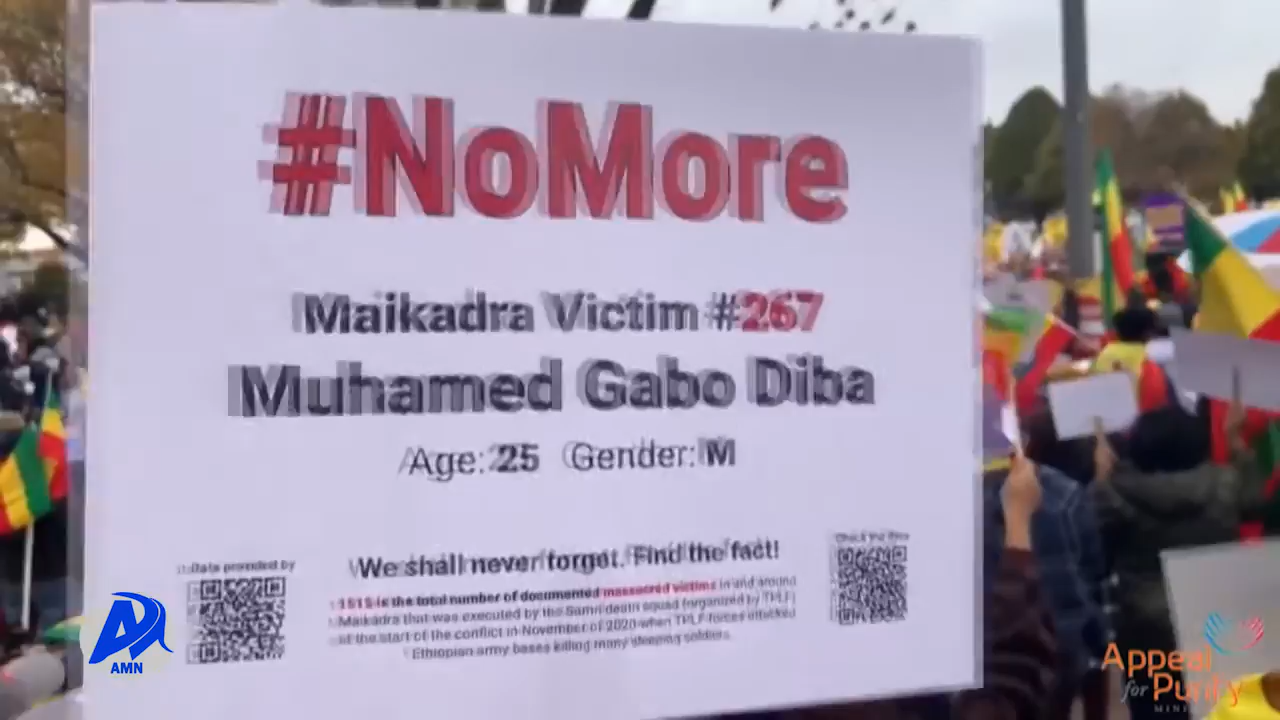 #NoMore
Maikadra Victim #267
Muhamed Gabo Diba
Age: 25 Gender: M
We shall never forget. Find the fact!
Data provided by
1515 is the total number of documented massacred victims in and around
Maikadra that was executed by the Samri death squad (organized by TPLF)
at the start of the conflict in November of 2020 when TPLF forces attacked
Ethiopian army bases killing many sleeping soldiers.
AMN
Appeal
for Purity